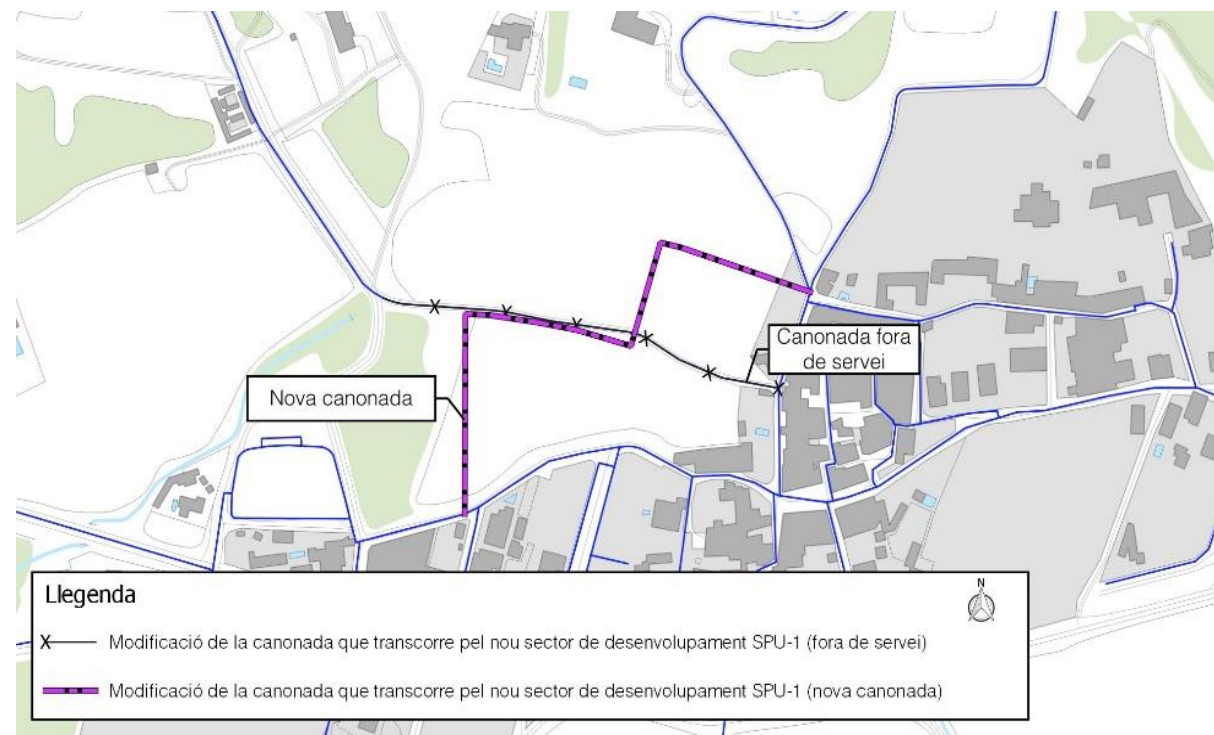 Canonada fora
de servei
Nova canonada
Llegenda
N
X Modificació de la canonada que transcorre pel nou sector de desenvolupament SPU-1 (fora de servei)
Modificació de la canonada que transcorre pel nou sector de desenvolupament SPU-1 (nova canonada)